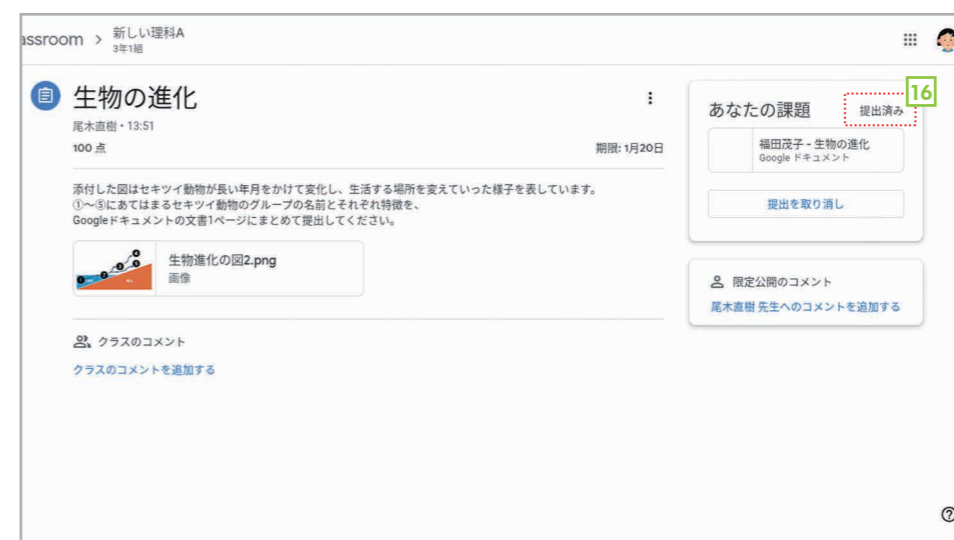 assroom > 新しい理科A
3年1組
生物の進化
尾木直樹・13:51
100 点
期限: 1月20日
添付した図はセキツイ動物が長い年月をかけて変化し、生活する場所を変えていった様子を表しています。
①～⑤にあてはまるセキツイ動物のグループの名前とそれぞれ特徴を、
Googleドキュメントの文書1ページにまとめて提出してください。
生物進化の図2.png
画像
クラスのコメント
クラスのコメントを追加する
16
あなたの課題 提出済み
福田茂子 - 生物の進化
Google ドキュメント
提出を取り消し
限定公開のコメント
尾木直樹 先生へのコメントを追加する